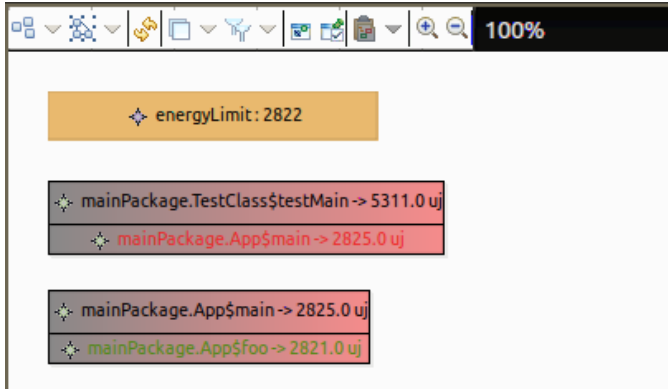 100%
energyLimit: 2822
mainPackage.TestClass$testMain -> 5311.0 uj
mainPackage.App$main -> 2825.0 uj
mainPackage.App$main -> 2825.0 uj
mainPackage.App$foo -> 2821.0 uj